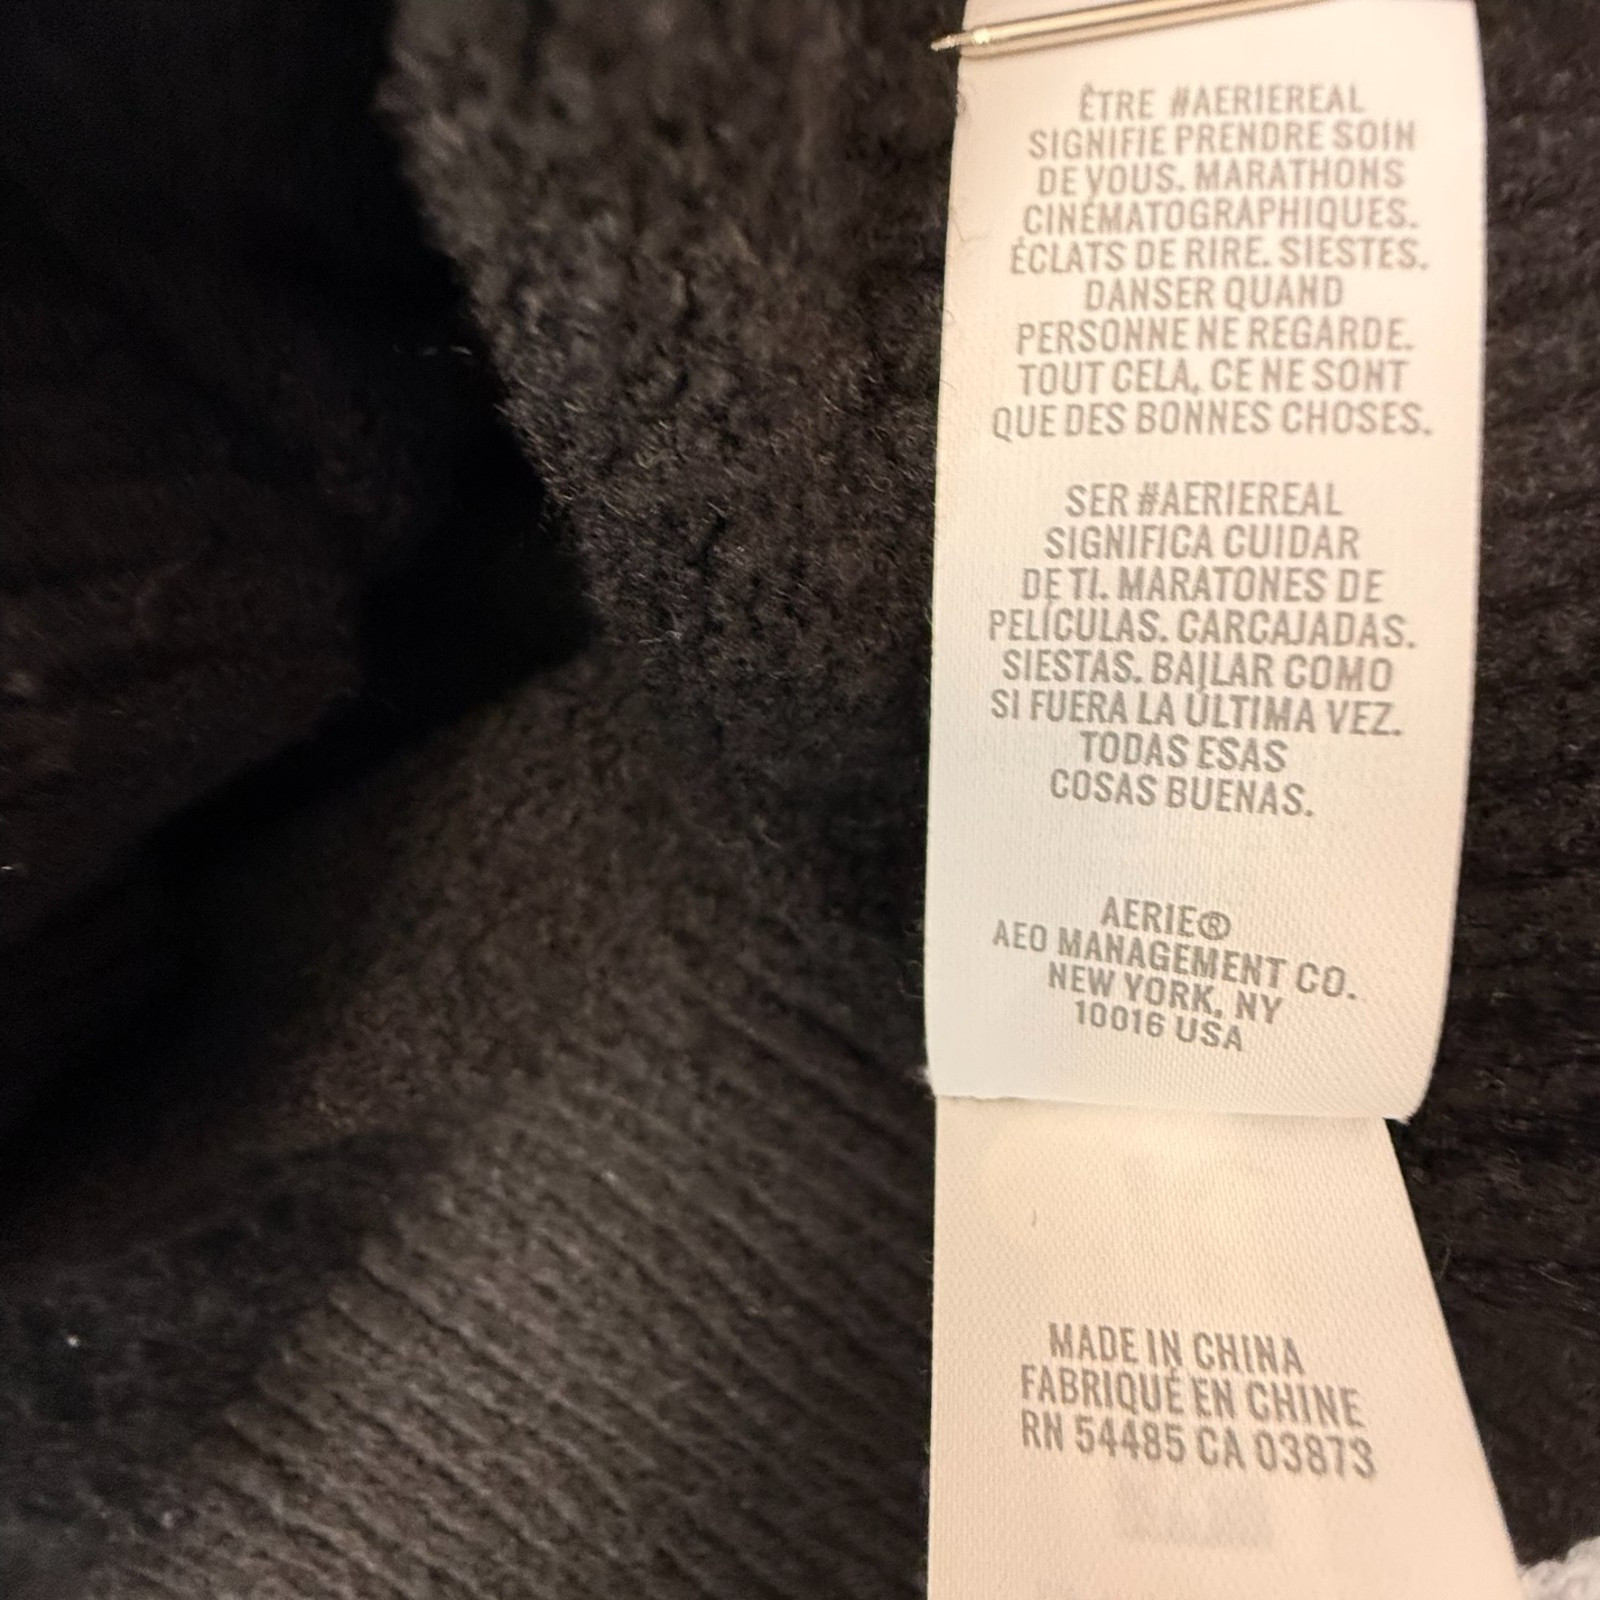 ÊTRE #AERIEREAL
SIGNIFIE PRENDRE SOIN
DE VOUS. MARATHONS
CINÉMATOGRAPHIQUES.
ÉCLATS DE RIRE. SIESTES.
DANSER QUAND
PERSONNE NE REGARDE.
TOUT CELA, CE NE SONT
QUE DES BONNES CHOSES.
SER #AERIEREAL
SIGNIFICA CUIDAR
DE TI. MARATONES DE
PELÍCULAS. CARCAJADAS.
SIESTAS. BAILAR COMO
SI FUERA LA ÚLTIMA VEZ.
TODAS ESAS
COSAS BUENAS.
AERIE®
AEO MANAGEMENT CO.
NEW YORK, NY
10016 USA
MADE IN CHINA
FABRIQUÉ EN CHINE
RN 54485 CA 03873